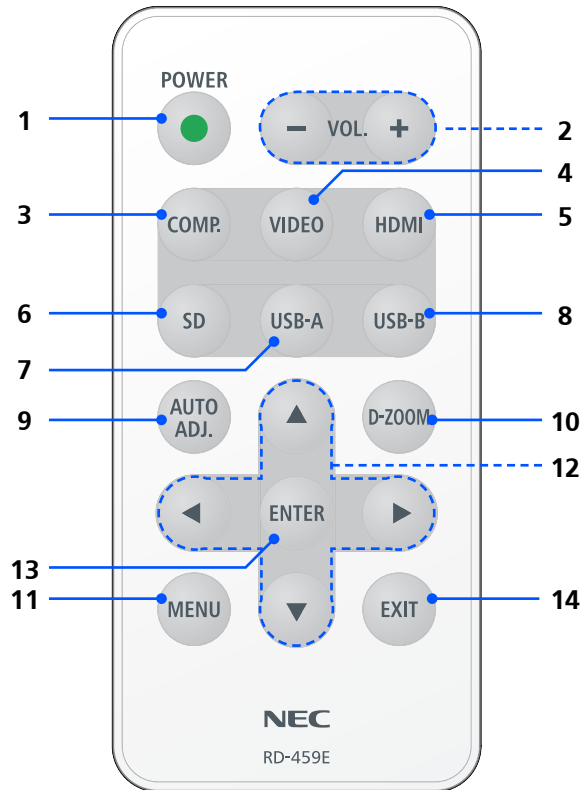 POWER
1
VOL.
2
4
3
COMP.
VIDEO
HDMI
5
6
SD
USB-A
USB-B
8
7
9
AUTO
ADJ.
D-ZOOM
10
12
ENTER
13
11
MENU
EXIT
14
NEC
RD-459E